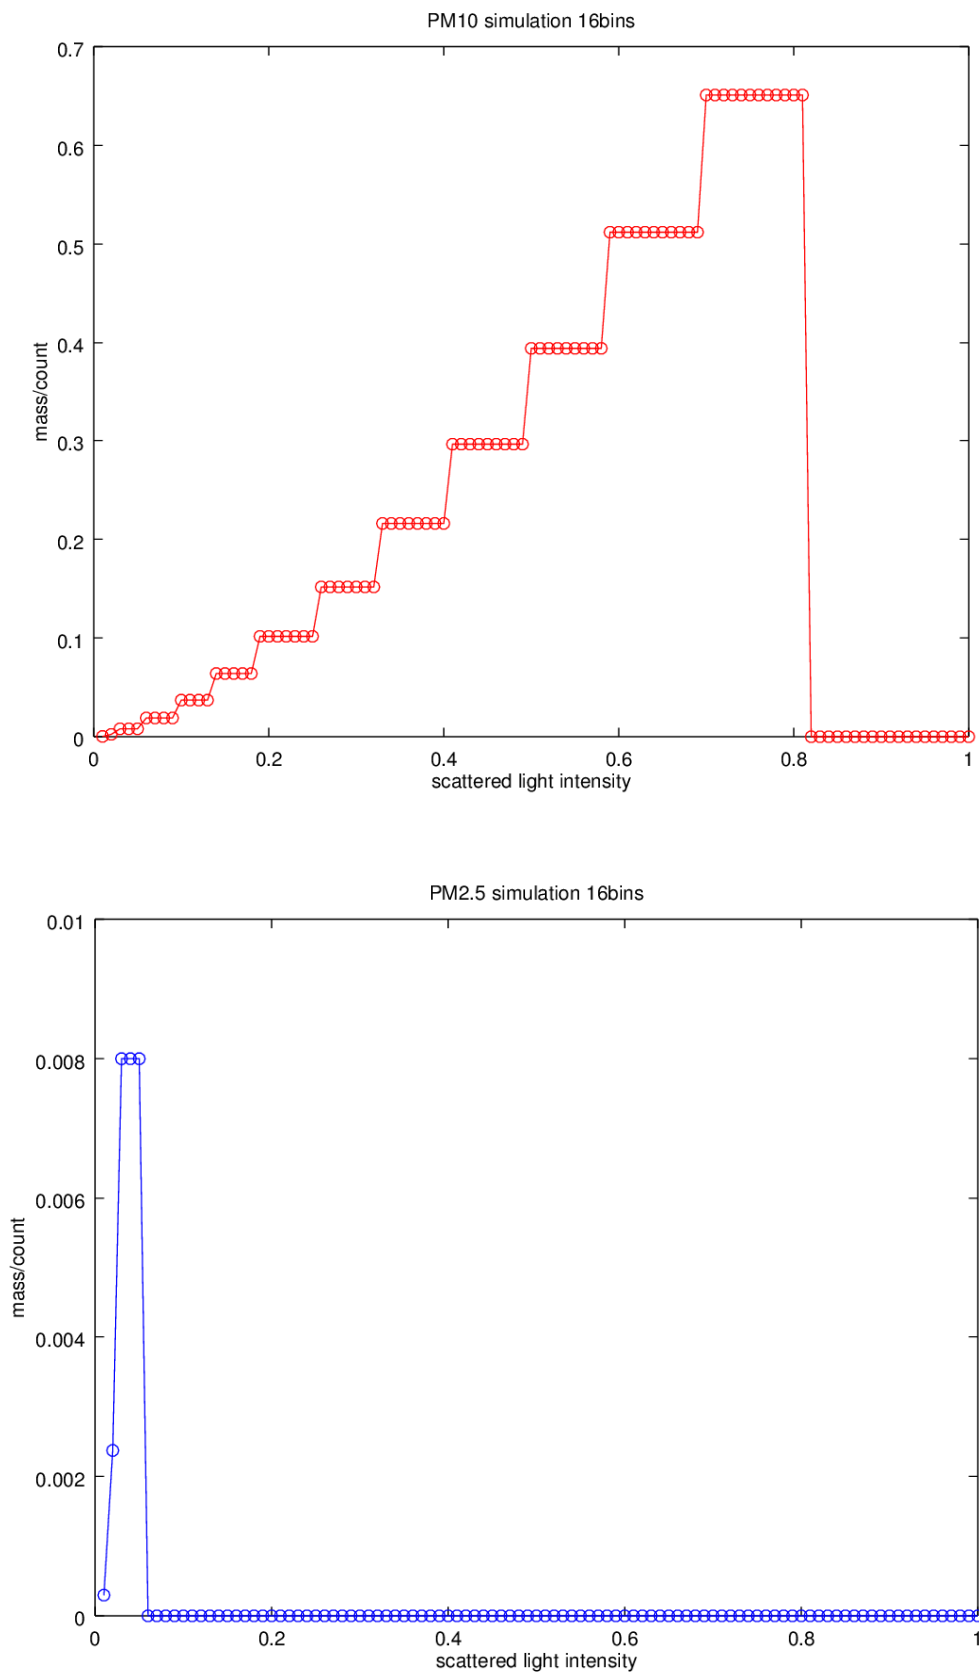 PM10 simulation 16bins
0.7
0.6
0.5
0.4
0.3
0.2
0.1
0
mass/count
0 0.2 0.4 0.6 0.8 1
scattered light intensity
PM2.5 simulation 16bins
0.01
0.008
0.006
0.004
0.002
0
mass/count
0 0.2 0.4 0.6 0.8 1
scattered light intensity